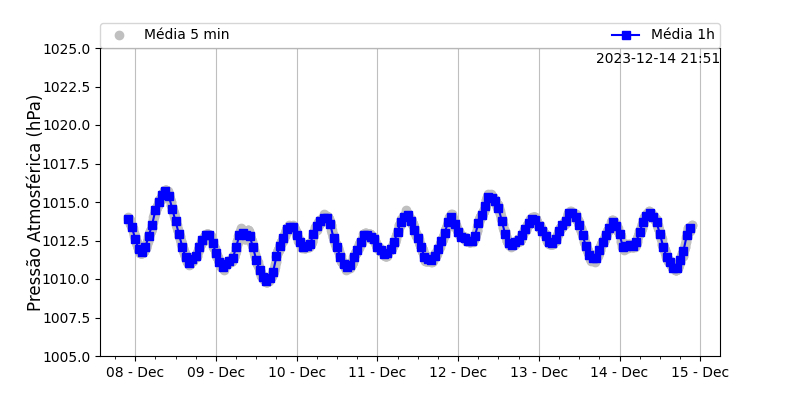 Média 5 min
Média 1h
2023-12-14 21:51
Pressão Atmosférica (hPa)
1025.0
1022.5
1020.0
1017.5
1015.0
1012.5
1010.0
1007.5
1005.0
08 - Dec
09 - Dec
10 - Dec
11 - Dec
12 - Dec
13 - Dec
14 - Dec
15 - Dec